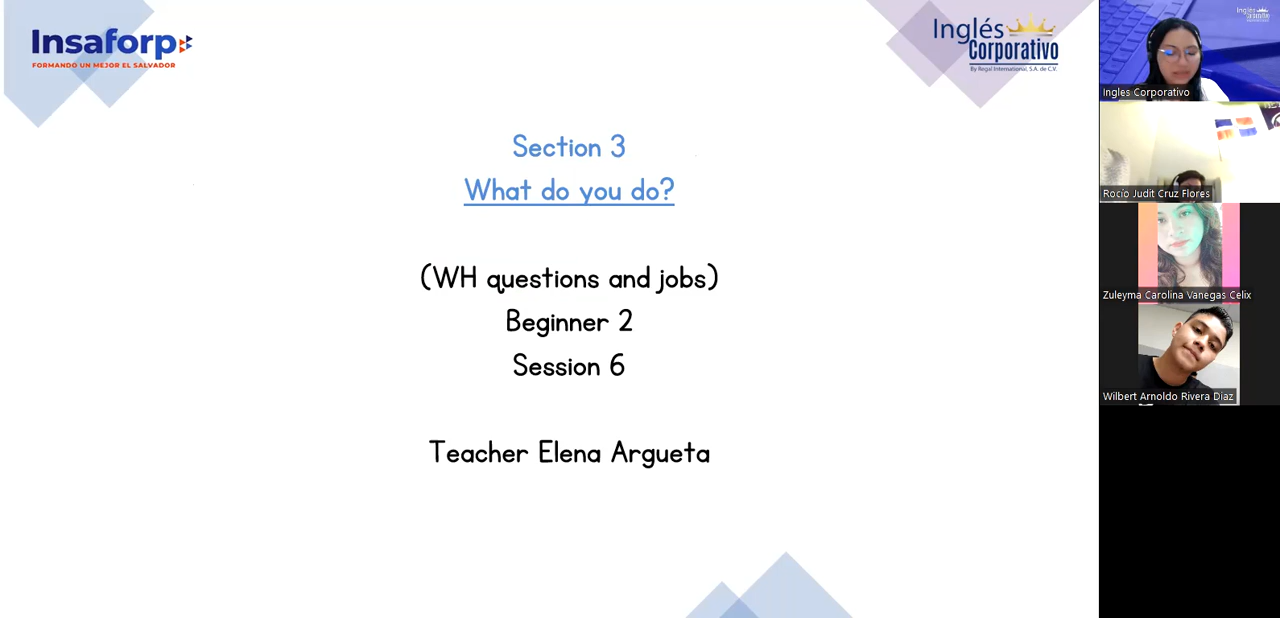 Insaforp
FORMANDO UN MEJOR EL SALVADOR
Inglés
Corporativo
By Regal International, S.A. de C.V.
Section 3
What do you do?
(WH questions and jobs)
Beginner 2
Session 6
Teacher Elena Argueta
Inglés
Ingles Corporativo
Rocío Judit Cruz Flores
Zuleyma Carolina Vanegas Celix
Wilbert Arnoldo Rivera Diaz